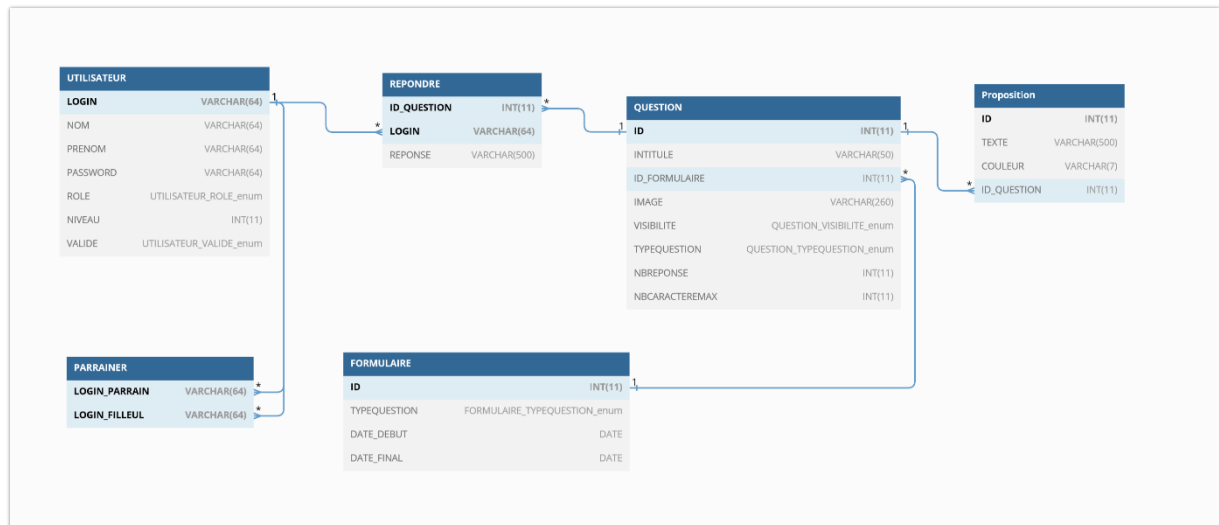 UTILISATEUR
LOGIN VARCHAR(64)
NOM VARCHAR(64)
PRENOM VARCHAR(64)
PASSWORD VARCHAR(64)
ROLE UTILISATEUR_ROLE_enum
NIVEAU INT(11)
VALIDE UTILISATEUR_VALIDE_enum
1
REPONDRE
ID_QUESTION INT(11)
LOGIN VARCHAR(64)
REPONSE VARCHAR(500)
*
*
QUESTION
1 ID INT(11) 1
INTITULE VARCHAR(50)
ID_FORMULAIRE INT(11) *
IMAGE VARCHAR(260)
VISIBILITE QUESTION_VISIBILITE_enum
TYPEQUESTION QUESTION_TYPEQUESTION_enum
NBREPONSE INT(11)
NBCARACTEREMAX INT(11)
Proposition
ID INT(11)
TEXTE VARCHAR(500)
COULEUR VARCHAR(7)
* ID_QUESTION INT(11)
PARRAINER
LOGIN_PARRAIN VARCHAR(64) *
LOGIN_FILLEUL VARCHAR(64) *
FORMULAIRE
ID INT(11) 1
TYPEQUESTION FORMULAIRE_TYPEQUESTION_enum
DATE_DEBUT DATE
DATE_FINAL DATE